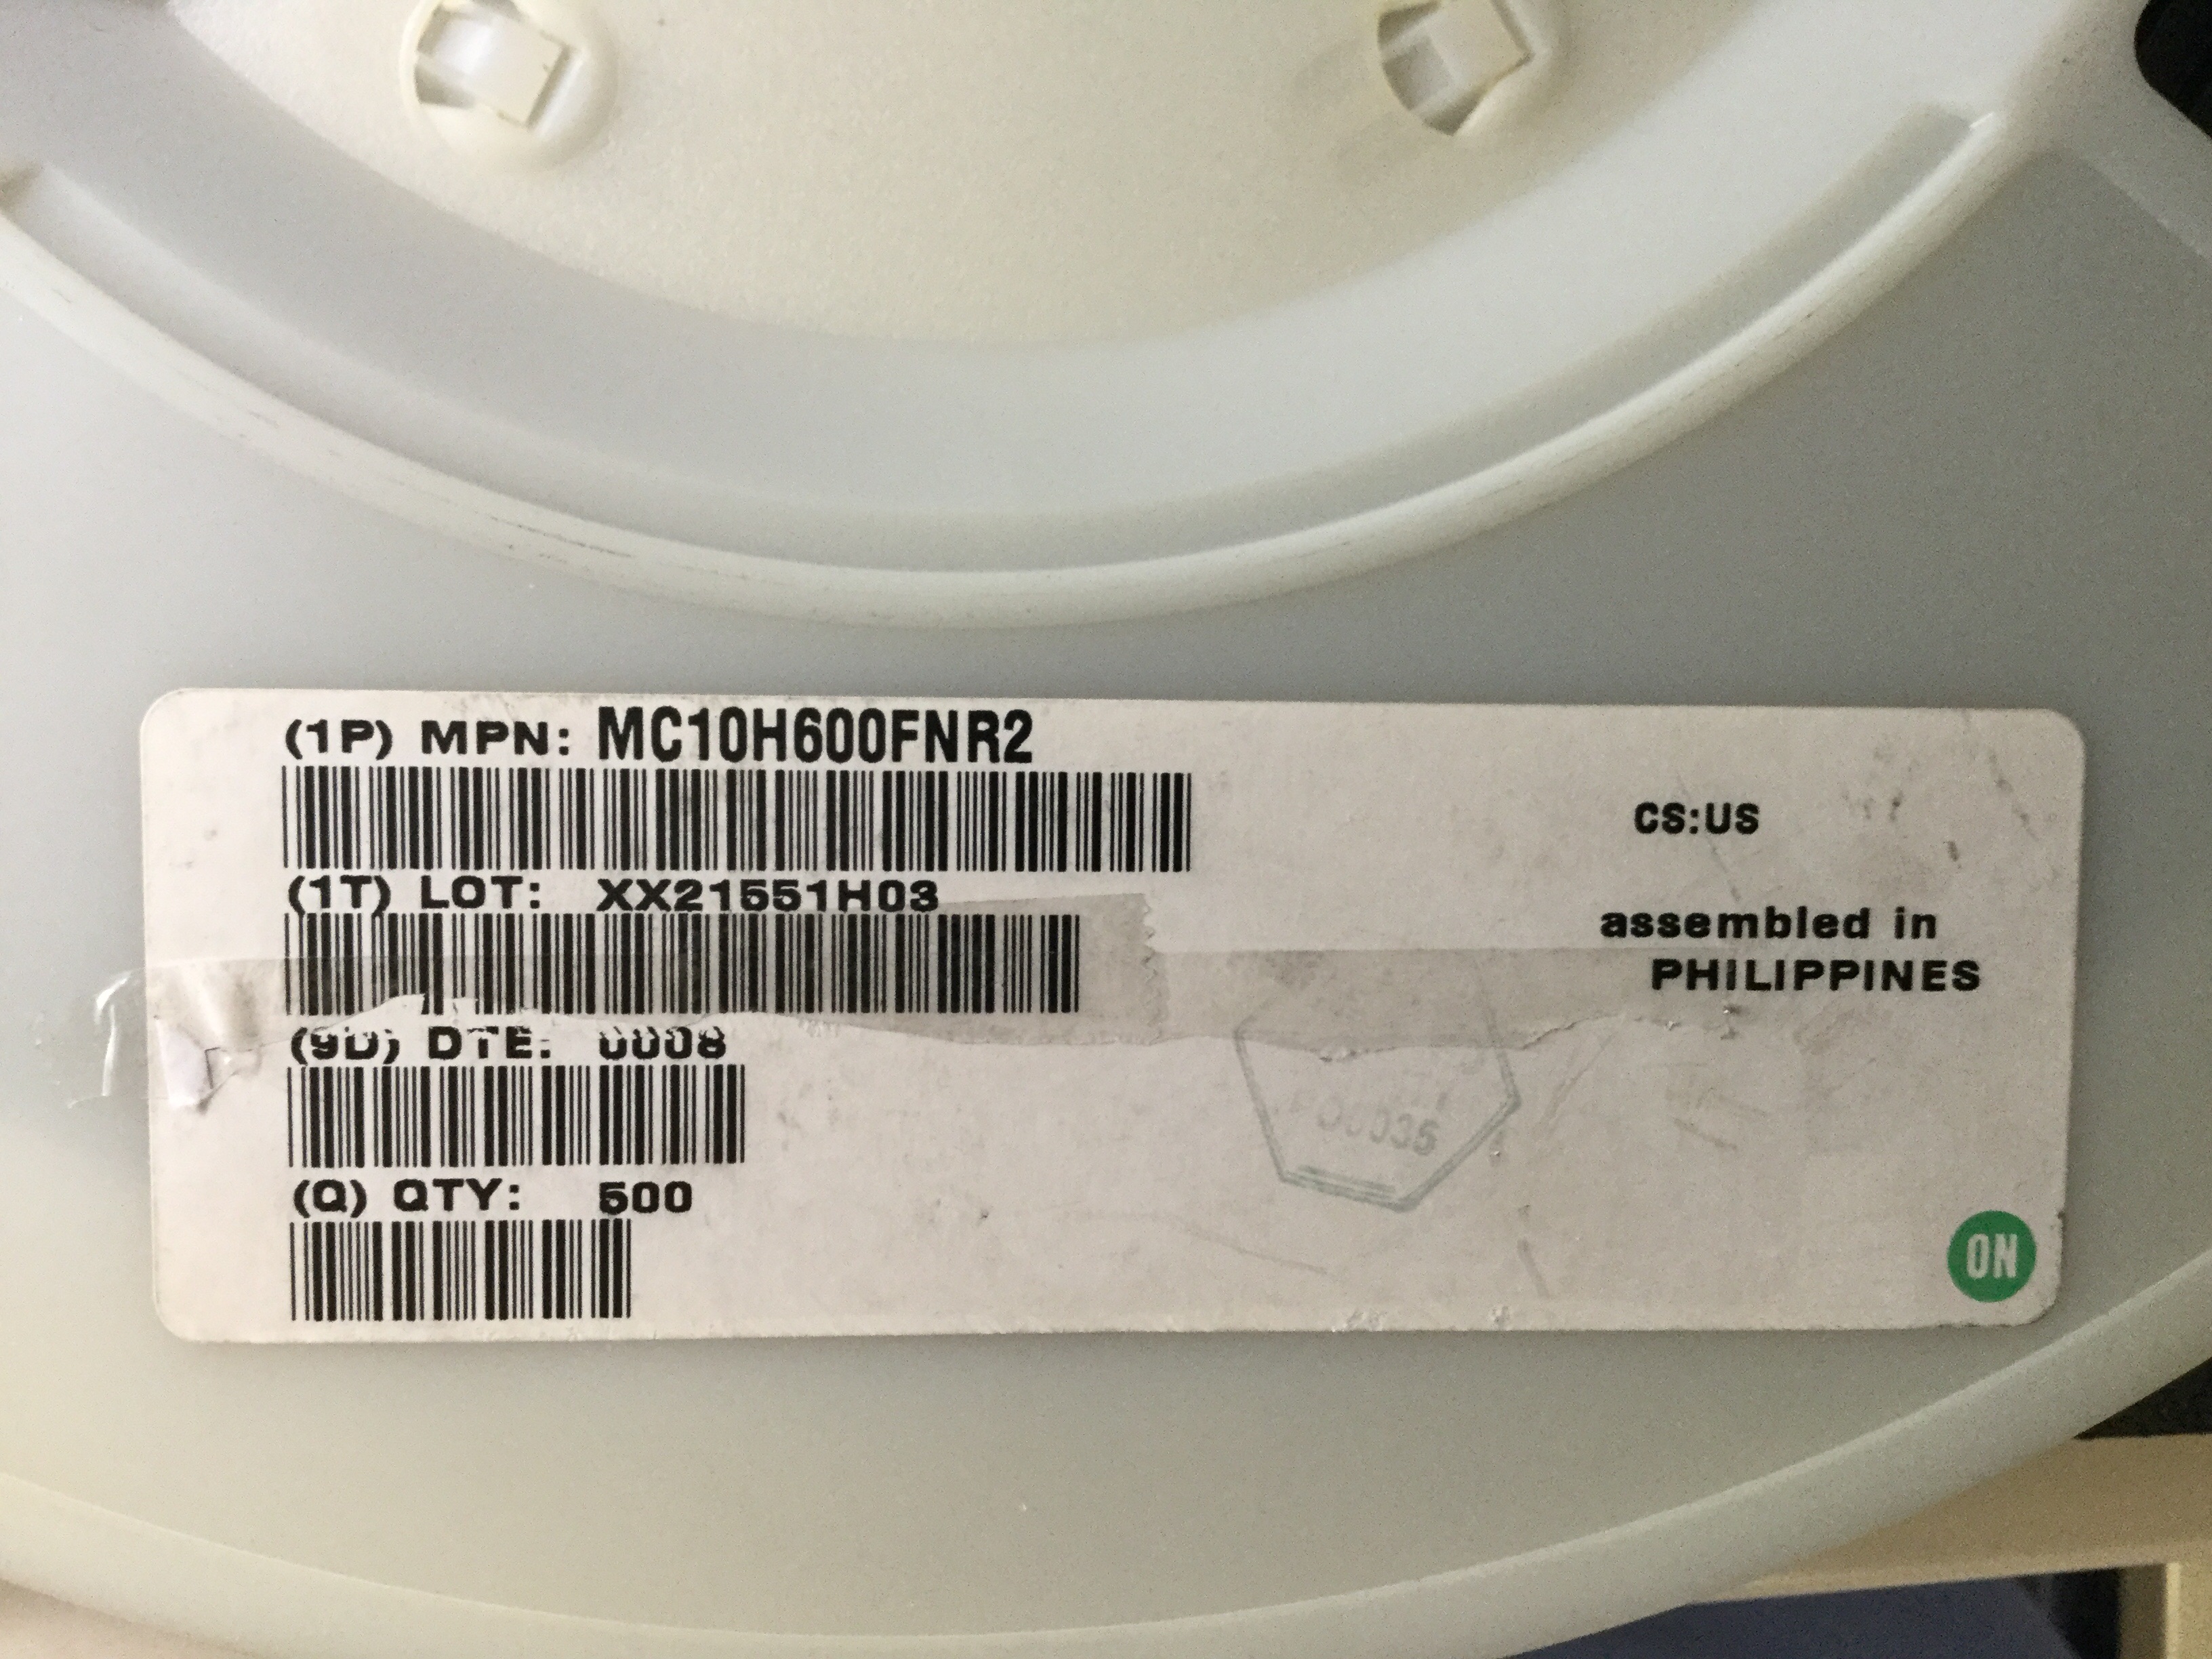 (1P) MPN: MC10H600FNR2
CS:US
(1T) LOT: XX21551H03
assembled in
PHILIPPINES
(9D) DTE: 0008
(Q) QTY: 500
ON